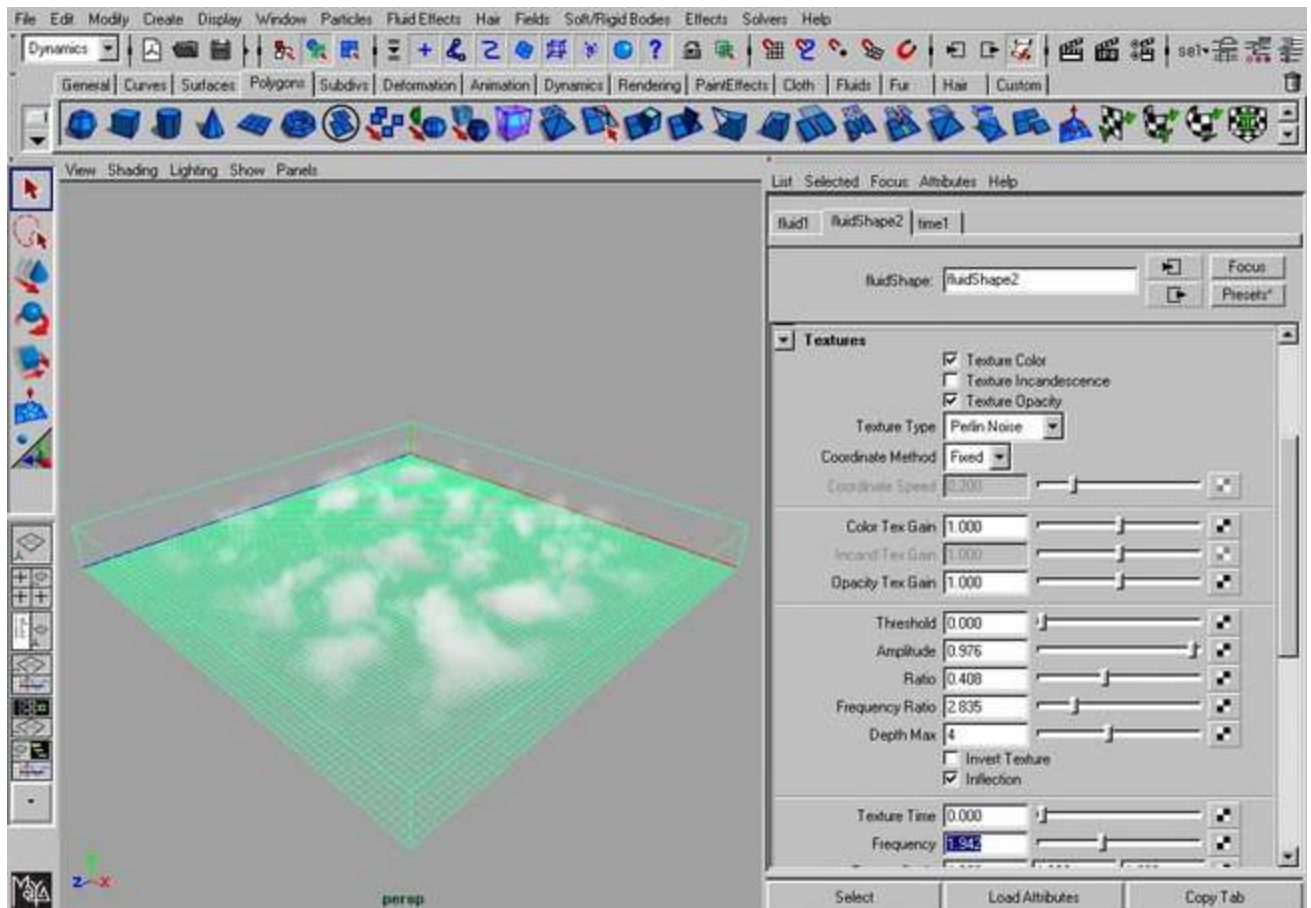 File Edit Modify Create Display Window Particles Fluid Effects Hair Fields Soft/Rigid Bodies Effects Solvers Help
Dynamics sel
General Curves Surfaces Polygons Subdivs Deformation Animation Dynamics Rendering PaintEffects Cloth Fluids Fur Hair Custom
View Shading Lighting Show Panels
List Selected Focus Attributes Help
fluid1 fluidShape2 time1
fluidShape: fluidShape2 Focus
Presets*
Textures
Texture Color
Texture Incandescence
Texture Opacity
Texture Type Perlin Noise
Coordinate Method Fixed
Coordinate Speed 0.200
Color Tex Gain 1.000
Incand Tex Gain 1.000
Opacity Tex Gain 1.000
Threshold 0.000
Amplitude 0.976
Ratio 0.408
Frequency Ratio 2.835
Depth Max 4
Invert Texture
Inflection
Texture Time 0.000
Frequency 1.942
z x
persp
MAYA
Select Load Attributes Copy Tab